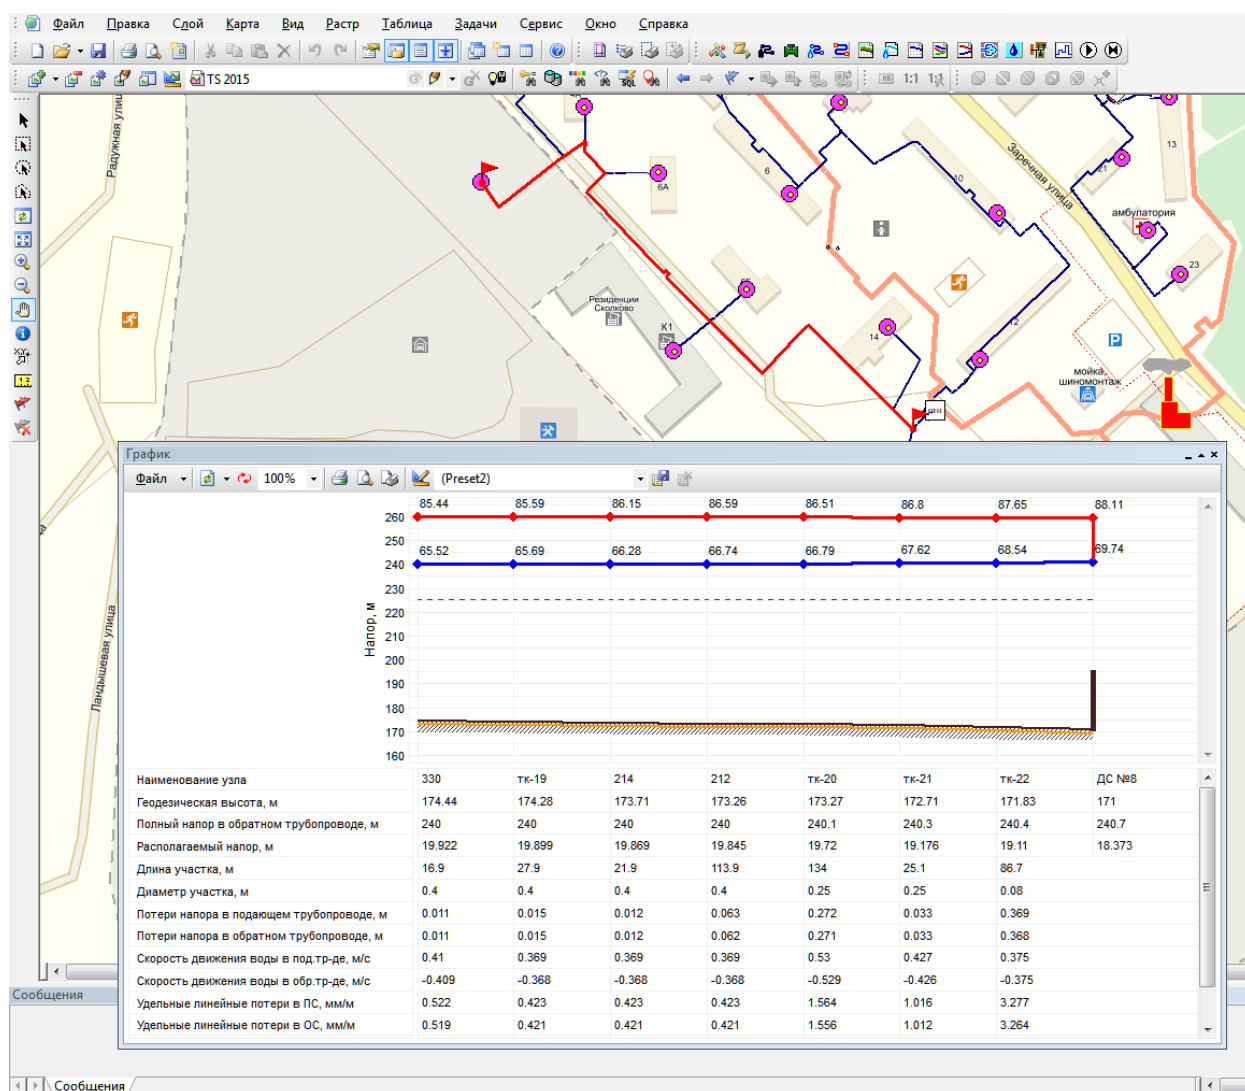 Файл Правка Слой Карта Вид Растр Таблица Задачи Сервис Окно Справка
TS 2015 SQL 1:1
Радужная улица
4А
6А
6
10
13
Заречная улица
21
амбулатория
23
Резиденции
Сколково
К1
14
12
P
мойка,
шиномонтаж
ЦТП
Ландышевая улица
График
Файл 100% (Preset2)
85.44 85.59 86.15 86.59 86.51 86.8 87.65 88.11
65.52 65.69 66.28 66.74 66.79 67.62 68.54 69.74
Напор, м
260
250
240
230
220
210
200
190
180
170
160
Наименование узла 330 тк-19 214 212 тк-20 тк-21 тк-22 ДС №8
Геодезическая высота, м 174.44 174.28 173.71 173.26 173.27 172.71 171.83 171
Полный напор в обратном трубопроводе, м 240 240 240 240 240.1 240.3 240.4 240.7
Располагаемый напор, м 19.922 19.899 19.869 19.845 19.72 19.176 19.11 18.373
Длина участка, м 16.9 27.9 21.9 113.9 134 25.1 86.7
Диаметр участка, м 0.4 0.4 0.4 0.4 0.25 0.25 0.08
Потери напора в подающем трубопроводе, м 0.011 0.015 0.012 0.063 0.272 0.033 0.369
Потери напора в обратном трубопроводе, м 0.011 0.015 0.012 0.062 0.271 0.033 0.368
Скорость движения воды в под.тр-де, м/с 0.41 0.369 0.369 0.369 0.53 0.427 0.375
Скорость движения воды в обр.тр-де, м/с -0.409 -0.368 -0.368 -0.368 -0.529 -0.426 -0.375
Удельные линейные потери в ПС, мм/м 0.522 0.423 0.423 0.423 1.564 1.016 3.277
Удельные линейные потери в ОС, мм/м 0.519 0.421 0.421 0.421 1.556 1.012 3.264
Сообщения
Сообщения